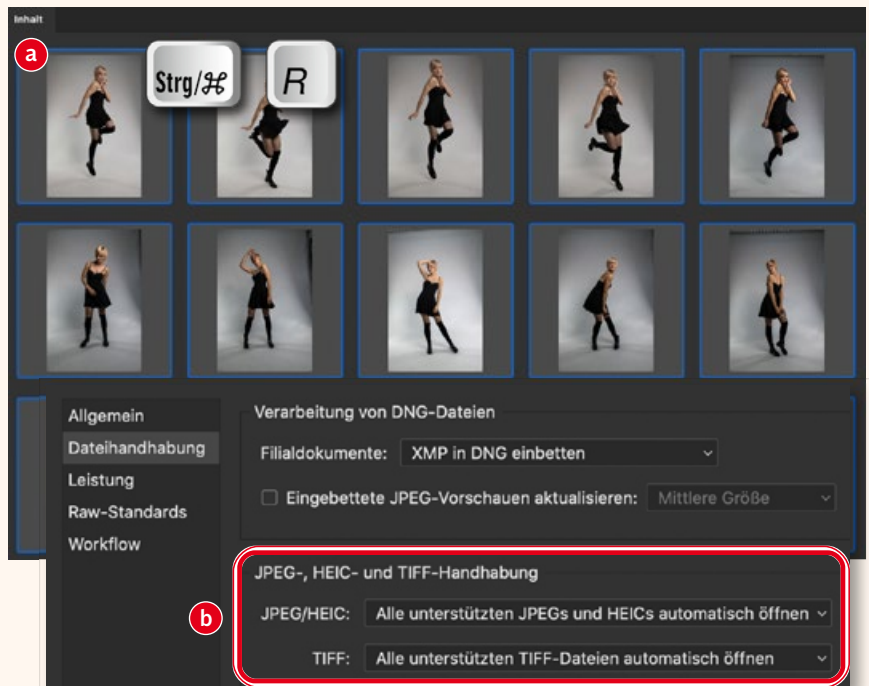 Inhalt
a
Strg/⌘ R
Allgemein
Dateihandhabung
Leistung
Raw-Standards
Workflow
Verarbeitung von DNG-Dateien
Filialdokumente: XMP in DNG einbetten
Eingebettete JPEG-Vorschauen aktualisieren: Mittlere Größe
JPEG-, HEIC- und TIFF-Handhabung
b
JPEG/HEIC: Alle unterstützten JPEGs und HEICs automatisch öffnen
TIFF: Alle unterstützten TIFF-Dateien automatisch öffnen